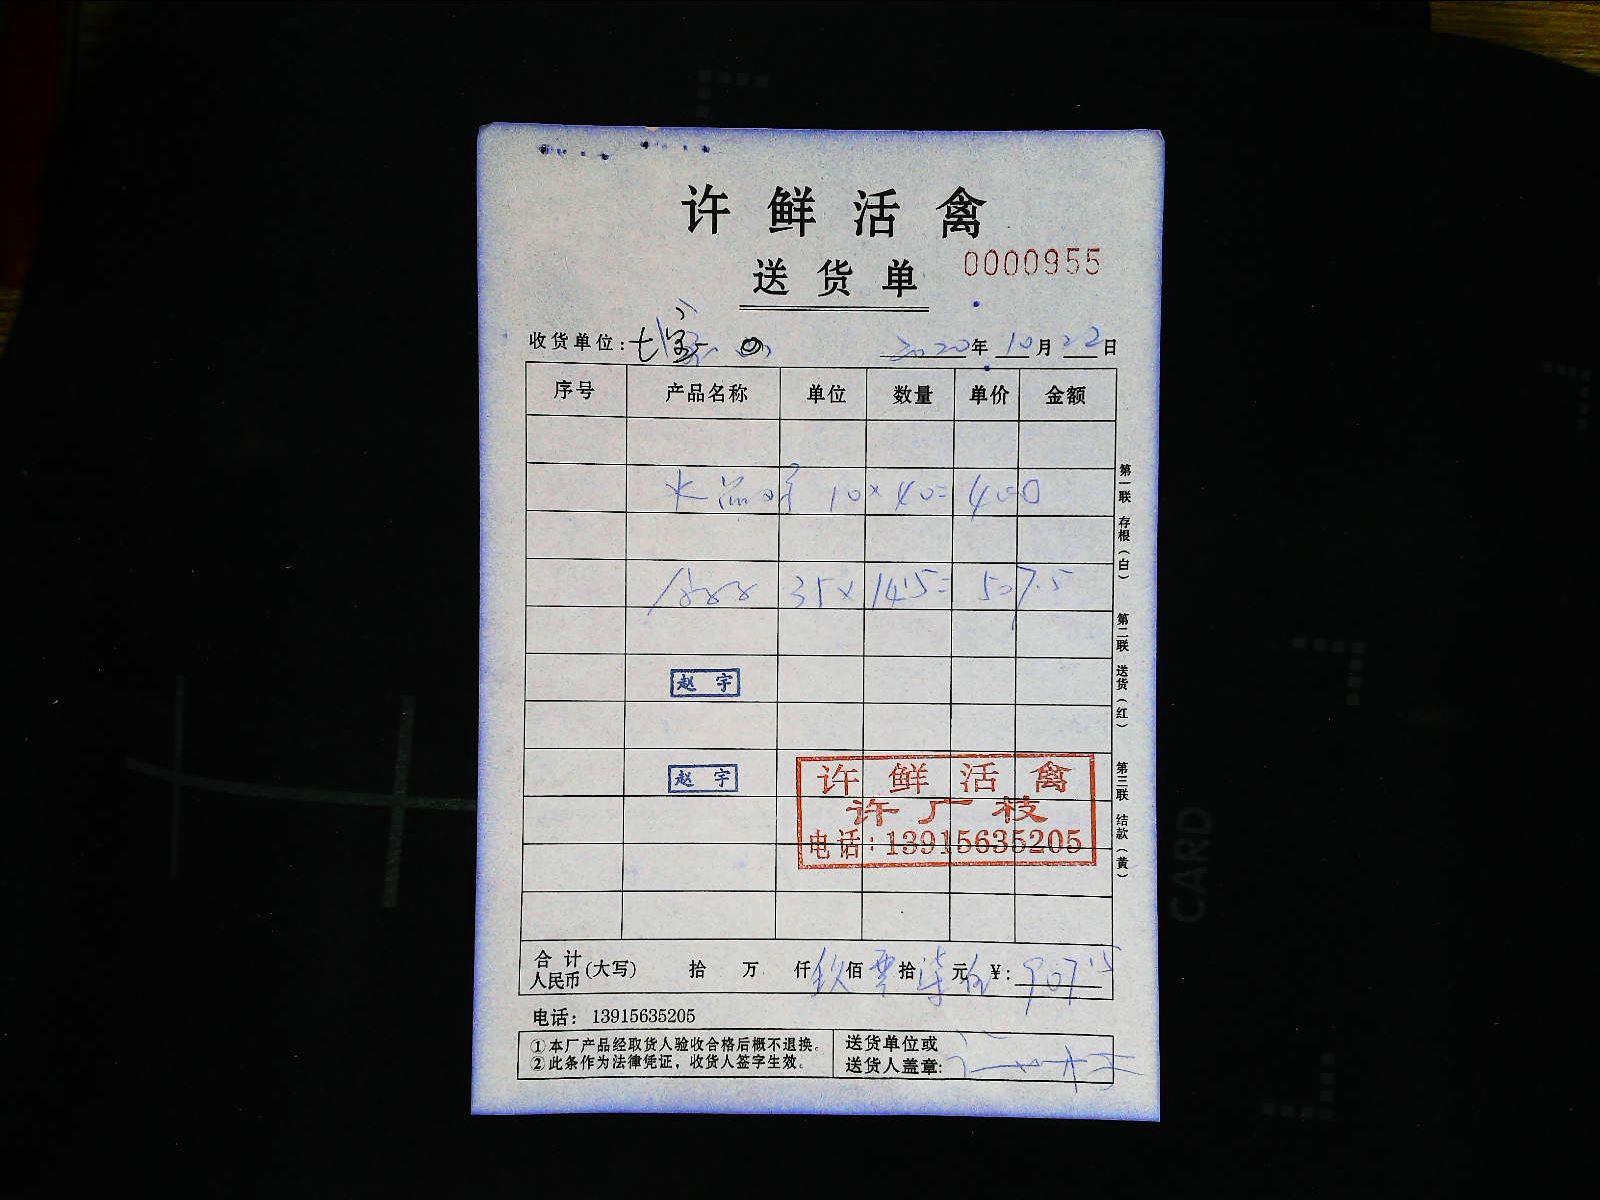 许鲜活禽
送货单 0000955
收货单位: 七宝 2020年10月22日
序号 产品名称 单位 数量 单价 金额
10×40=400
35×14.5=507.5
赵宇
赵宇
许鲜活禽
许厂枝
电话:13915635205
合计人民币(大写) 拾 万 仟玖佰零拾柒元 ¥: 907.5
电话: 13915635205
①本厂产品经取货人验收合格后概不退换。
②此条作为法律凭证,收货人签字生效。
送货单位或
送货人盖章:
第一联 存根(白)
第二联 送货(红)
第三联 结款(黄)
CARD